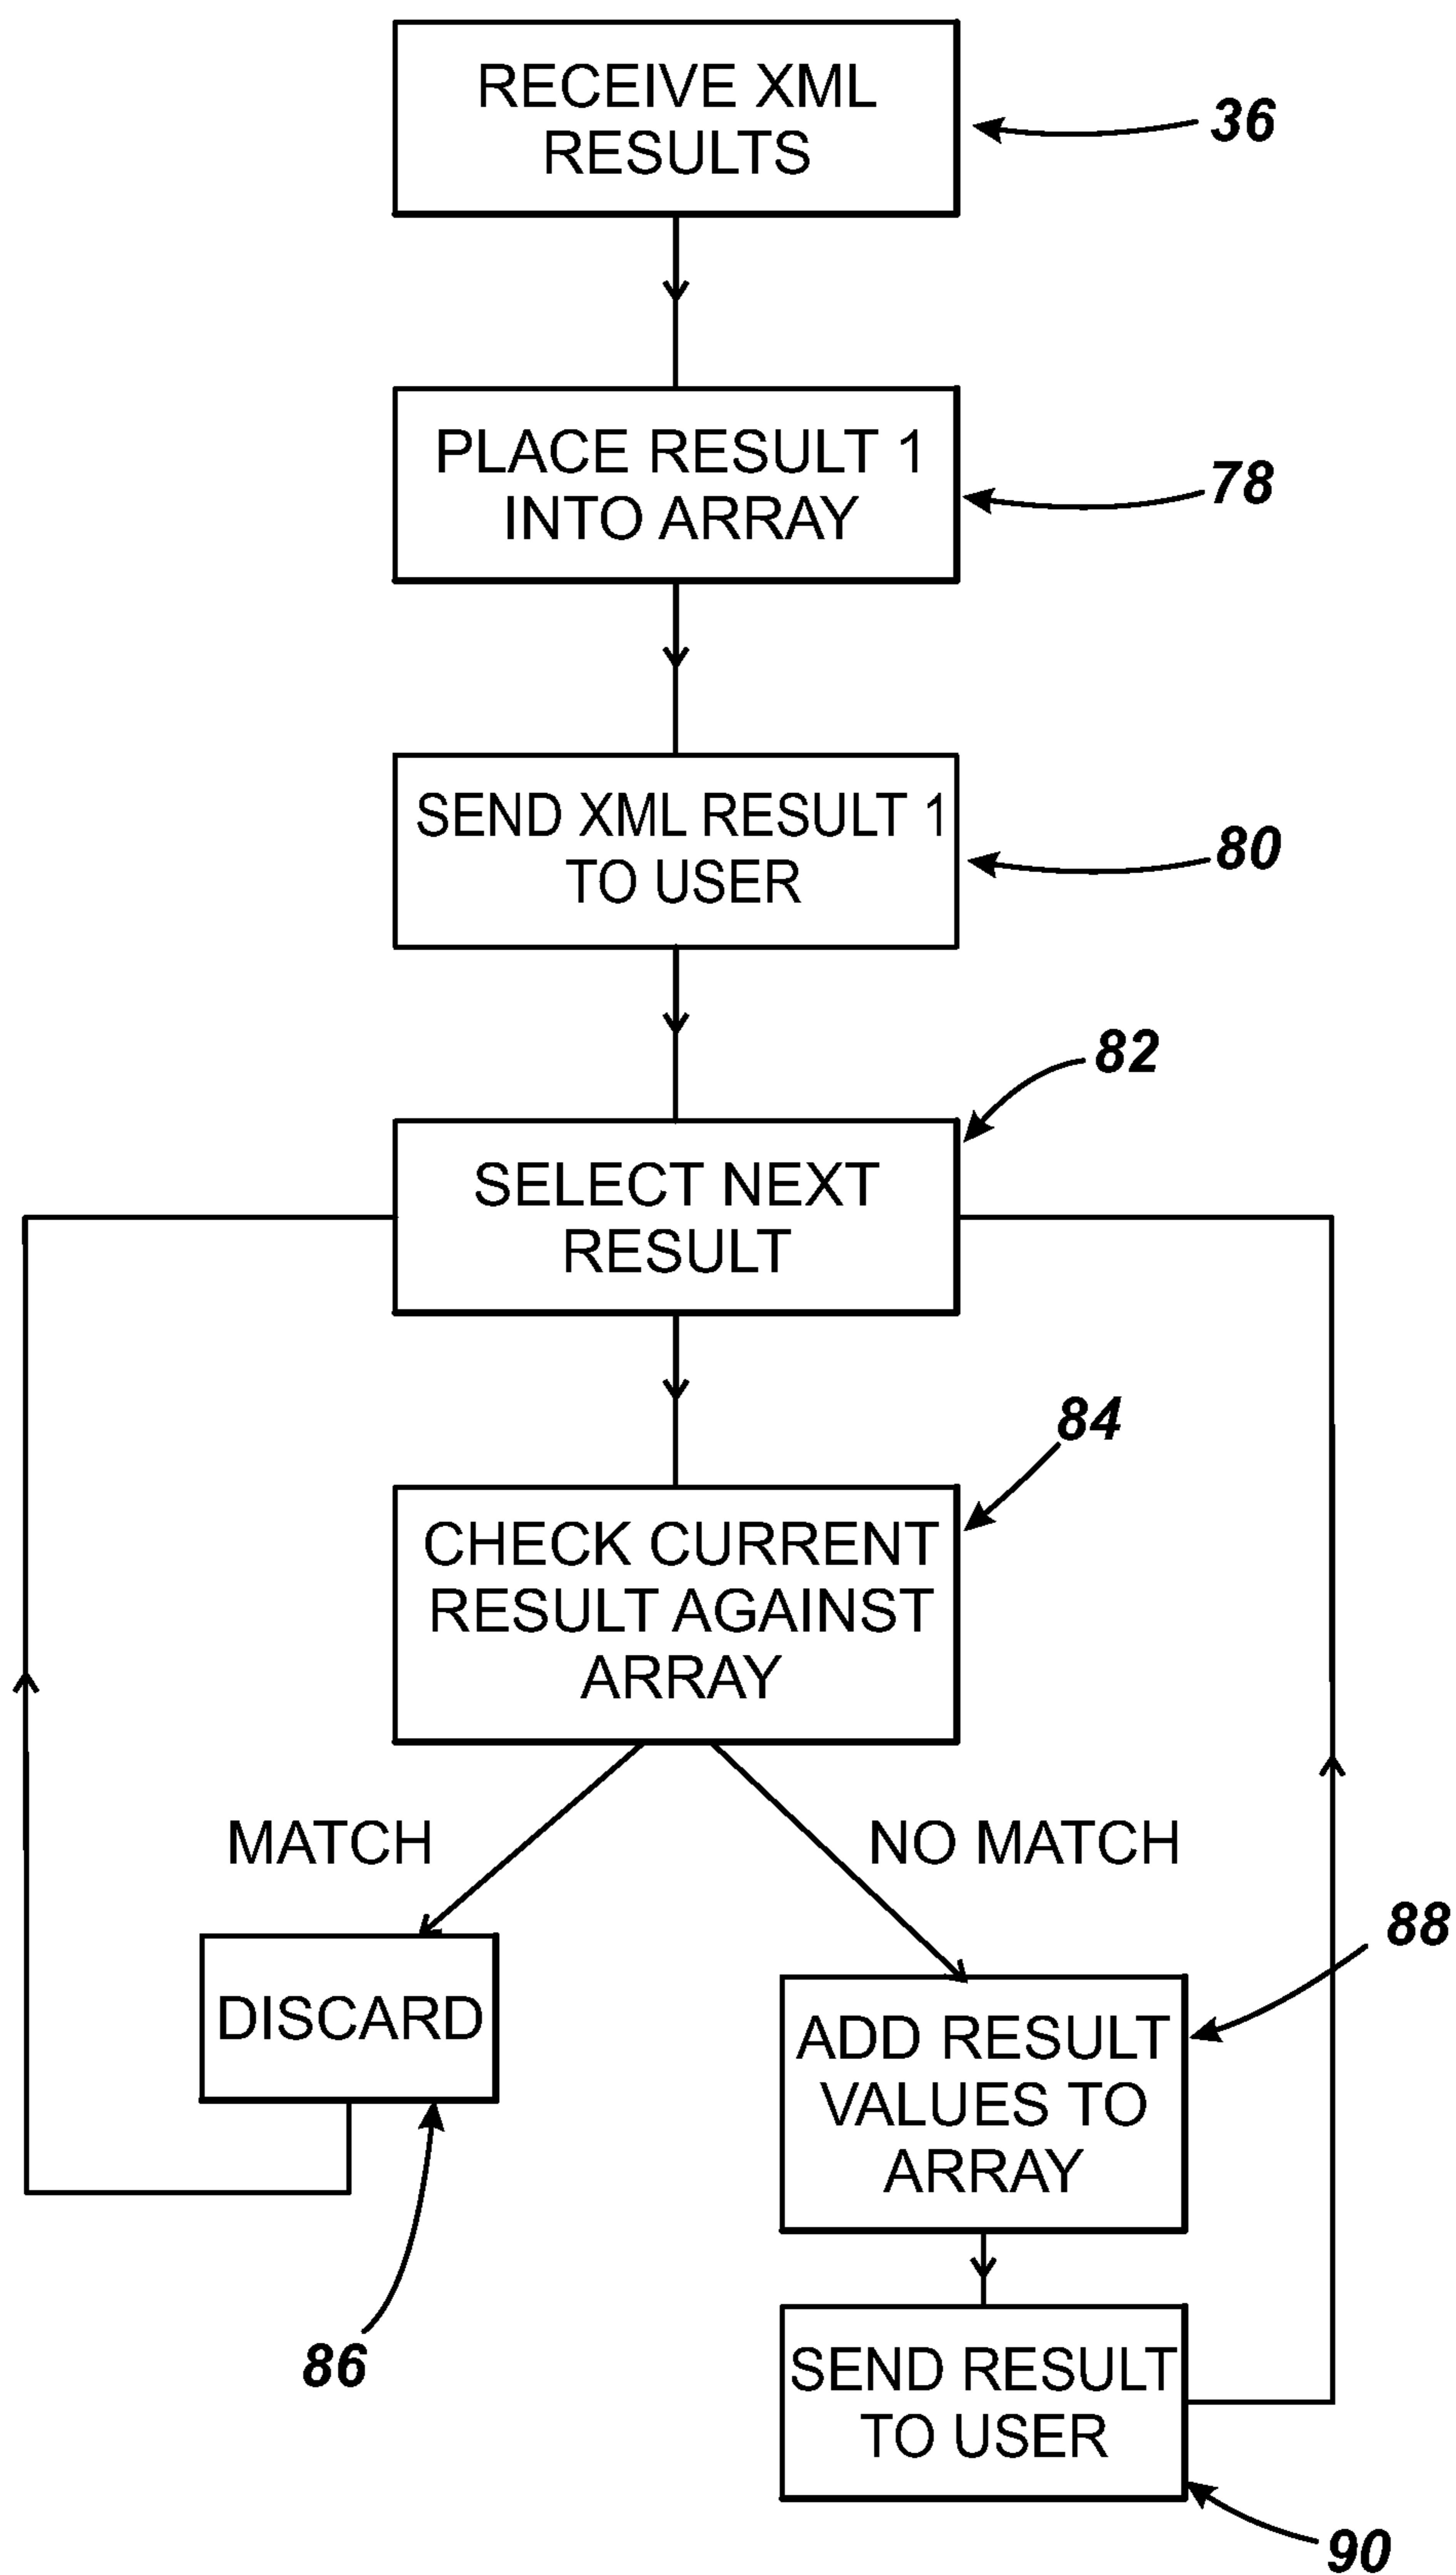 RECEIVE XML
RESULTS
36
PLACE RESULT 1
INTO ARRAY
78
SEND XML RESULT 1
TO USER
80
82
SELECT NEXT
RESULT
84
CHECK CURRENT
RESULT AGAINST
ARRAY
MATCH
NO MATCH
88
DISCARD
ADD RESULT
VALUES TO
ARRAY
86
SEND RESULT
TO USER
90